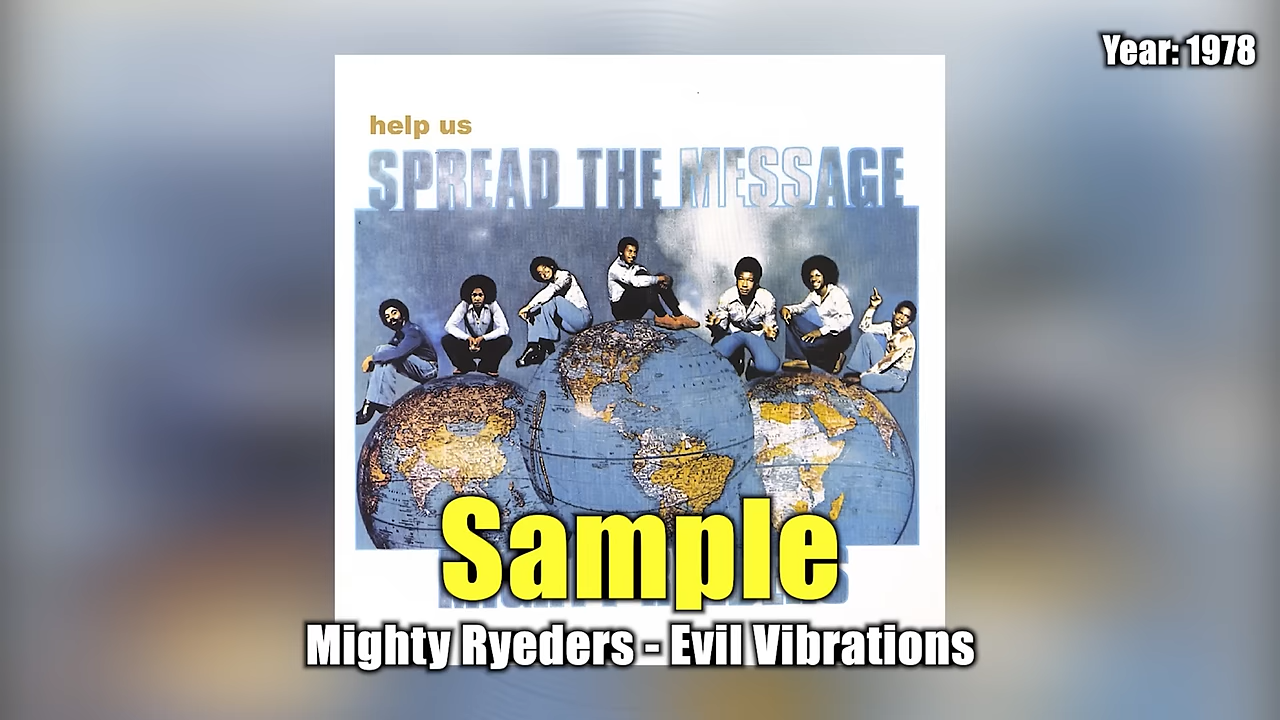 Year: 1978
help us
SPREAD THE MESSAGE
Sample
Mighty Ryeders - Evil Vibrations